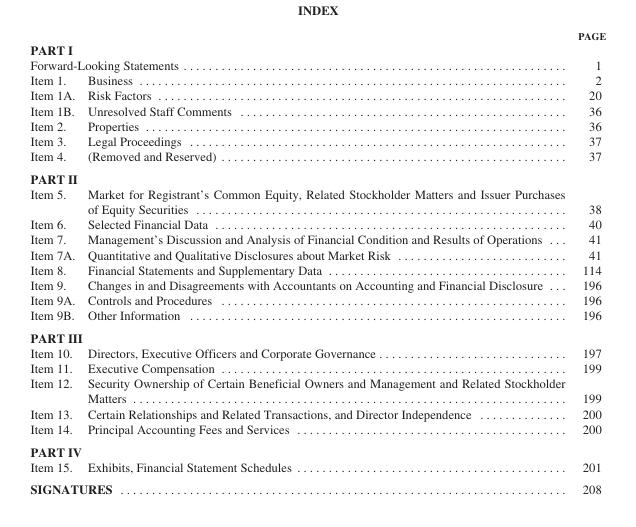 INDEX
PAGE
PART I
Forward-Looking Statements 1
Item 1. Business 2
Item 1A. Risk Factors 20
Item 1B. Unresolved Staff Comments 36
Item 2. Properties 36
Item 3. Legal Proceedings 37
Item 4. (Removed and Reserved) 37
PART II
Item 5. Market for Registrant's Common Equity, Related Stockholder Matters and Issuer Purchases
of Equity Securities 38
Item 6. Selected Financial Data 40
Item 7. Management's Discussion and Analysis of Financial Condition and Results of Operations 41
Item 7A. Quantitative and Qualitative Disclosures about Market Risk 41
Item 8. Financial Statements and Supplementary Data 114
Item 9. Changes in and Disagreements with Accountants on Accounting and Financial Disclosure 196
Item 9A. Controls and Procedures 196
Item 9B. Other Information 196
PART III
Item 10. Directors, Executive Officers and Corporate Governance 197
Item 11. Executive Compensation 199
Item 12. Security Ownership of Certain Beneficial Owners and Management and Related Stockholder
Matters 199
Item 13. Certain Relationships and Related Transactions, and Director Independence 200
Item 14. Principal Accounting Fees and Services 200
PART IV
Item 15. Exhibits, Financial Statement Schedules 201
SIGNATURES 208